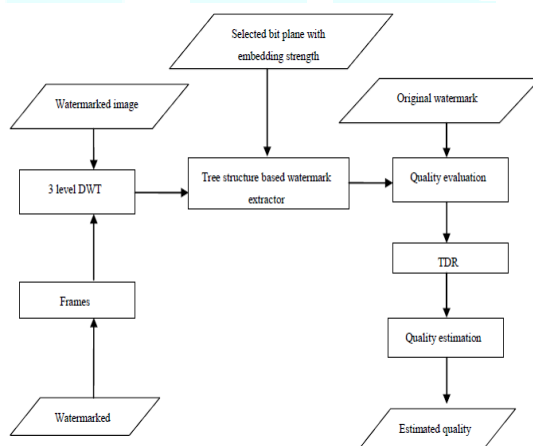 Selected bit plane with
embedding strength
Watermarked image
Original watermark
3 level DWT
Tree structure based watermark
extractor
Quality evaluation
TDR
Frames
Quality estimation
Watermarked
Estimated quality